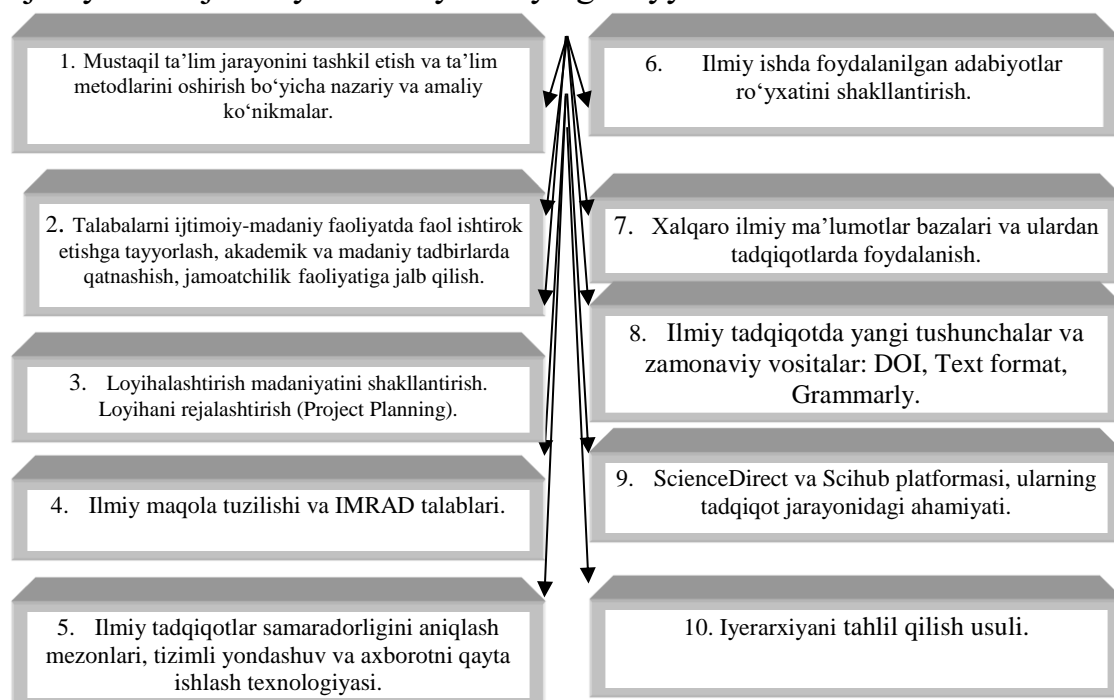 1. Mustaqil ta’lim jarayonini tashkil etish va ta’lim
metodlarini oshirish bo‘yicha nazariy va amaliy
ko‘nikmalar.
2. Talabalarni ijtimoiy-madaniy faoliyatda faol ishtirok
etishga tayyorlash, akademik va madaniy tadbirlarda
qatnashish, jamoatchilik faoliyatiga jalb qilish.
3. Loyihalashtirish madaniyatini shakllantirish.
Loyihani rejalashtirish (Project Planning).
4. Ilmiy maqola tuzilishi va IMRAD talablari.
5. Ilmiy tadqiqotlar samaradorligini aniqlash
mezonlari, tizimli yondashuv va axborotni qayta
ishlash texnologiyasi.
6. Ilmiy ishda foydalanilgan adabiyotlar
ro‘yxatini shakllantirish.
7. Xalqaro ilmiy ma’lumotlar bazalari va ulardan
tadqiqotlarda foydalanish.
8. Ilmiy tadqiqotda yangi tushunchalar va
zamonaviy vositalar: DOI, Text format,
Grammarly.
9. ScienceDirect va Scihub platformasi, ularning
tadqiqot jarayonidagi ahamiyati.
10. Iyerarxiyani tahlil qilish usuli.